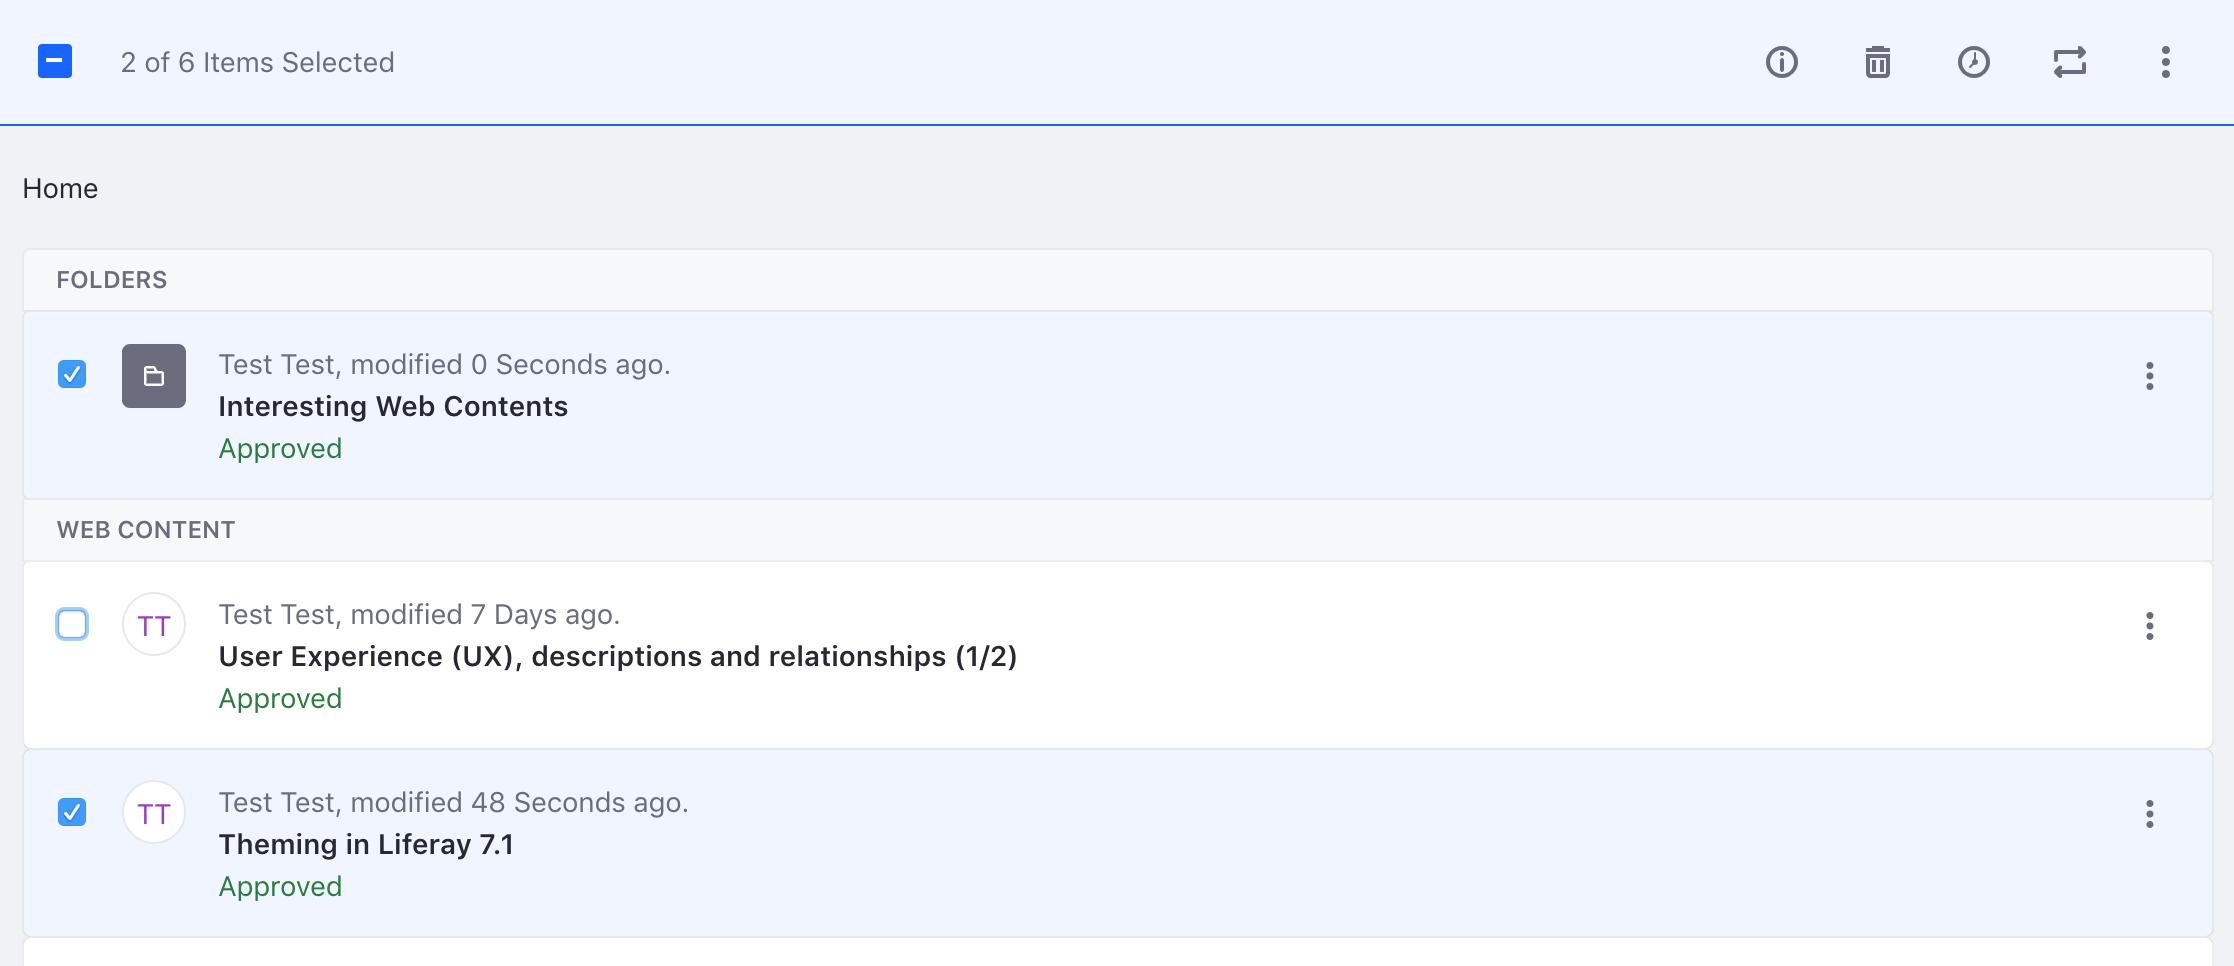 2 of 6 Items Selected
Home
FOLDERS
Test Test, modified 0 Seconds ago.
Interesting Web Contents
Approved
WEB CONTENT
TT
Test Test, modified 7 Days ago.
User Experience (UX), descriptions and relationships (1/2)
Approved
TT
Test Test, modified 48 Seconds ago.
Theming in Liferay 7.1
Approved